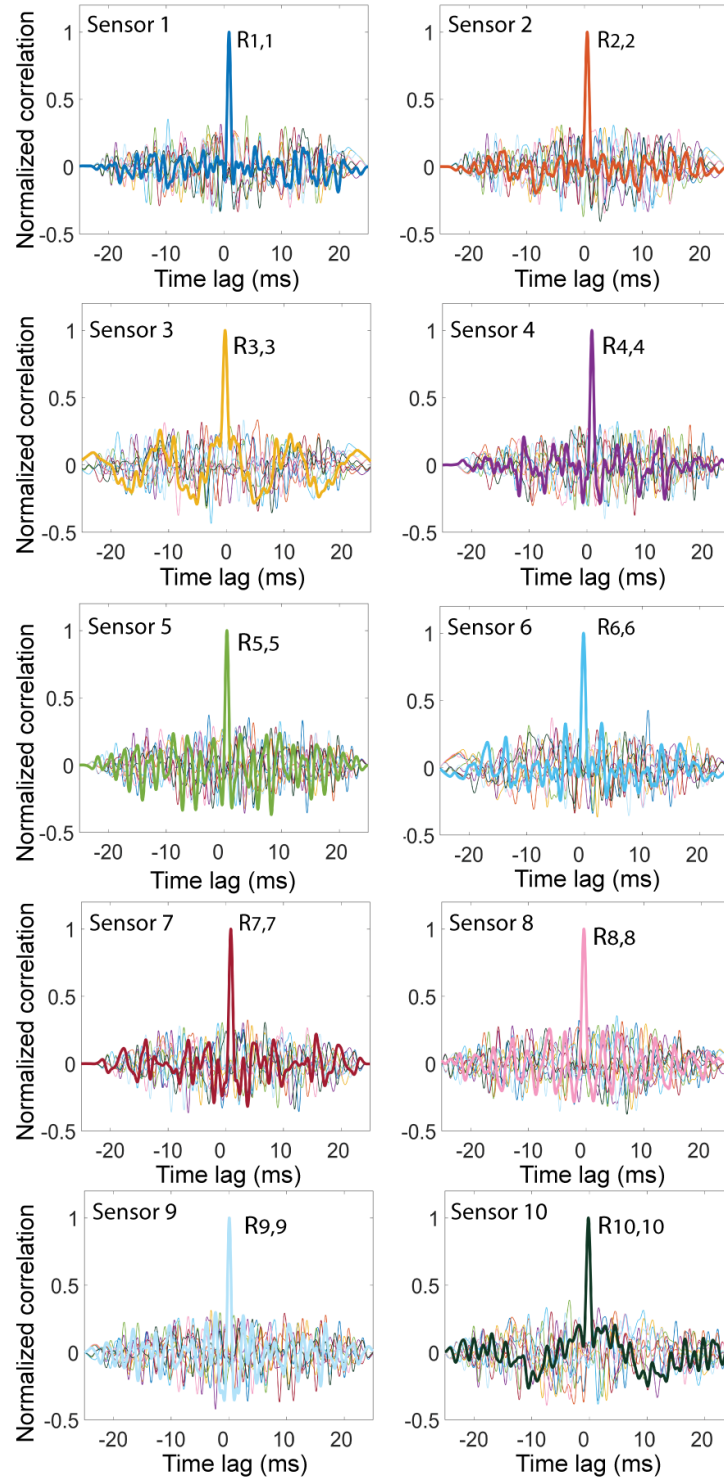 Sensor 1
R1,1
Normalized correlation
1
0.5
0
-0.5
-20 -10 0 10 20
Time lag (ms)
Sensor 2
R2,2
1
0.5
0
-0.5
-20 -10 0 10 20
Time lag (ms)
Sensor 3
R3,3
Normalized correlation
1
0.5
0
-0.5
-20 -10 0 10 20
Time lag (ms)
Sensor 4
R4,4
1
0.5
0
-0.5
-20 -10 0 10 20
Time lag (ms)
Sensor 5
R5,5
Normalized correlation
1
0.5
0
-0.5
-20 -10 0 10 20
Time lag (ms)
Sensor 6
R6,6
1
0.5
0
-0.5
-20 -10 0 10 20
Time lag (ms)
Sensor 7
R7,7
Normalized correlation
1
0.5
0
-0.5
-20 -10 0 10 20
Time lag (ms)
Sensor 8
R8,8
1
0.5
0
-0.5
-20 -10 0 10 20
Time lag (ms)
Sensor 9
R9,9
Normalized correlation
1
0.5
0
-0.5
-20 -10 0 10 20
Time lag (ms)
Sensor 10
R10,10
1
0.5
0
-0.5
-20 -10 0 10 20
Time lag (ms)